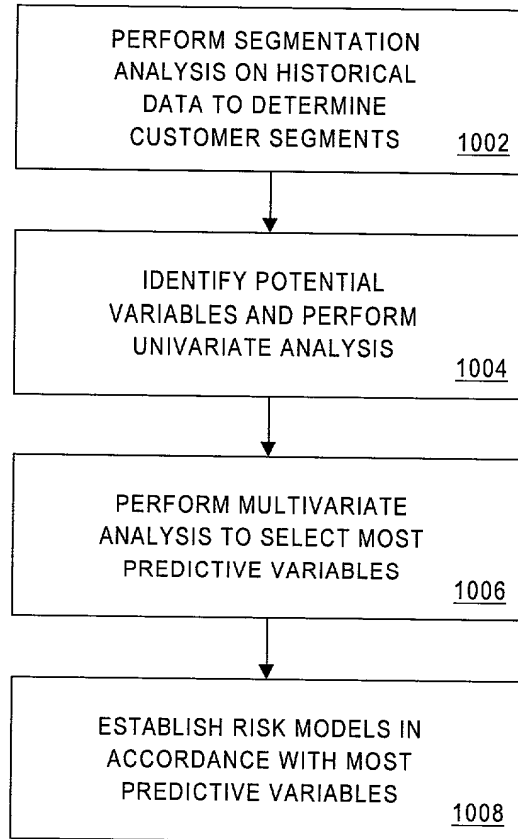 PERFORM SEGMENTATION
ANALYSIS ON HISTORICAL
DATA TO DETERMINE
CUSTOMER SEGMENTS
1002
IDENTIFY POTENTIAL
VARIABLES AND PERFORM
UNIVARIATE ANALYSIS
1004
PERFORM MULTIVARIATE
ANALYSIS TO SELECT MOST
PREDICTIVE VARIABLES
1006
ESTABLISH RISK MODELS IN
ACCORDANCE WITH MOST
PREDICTIVE VARIABLES
1008